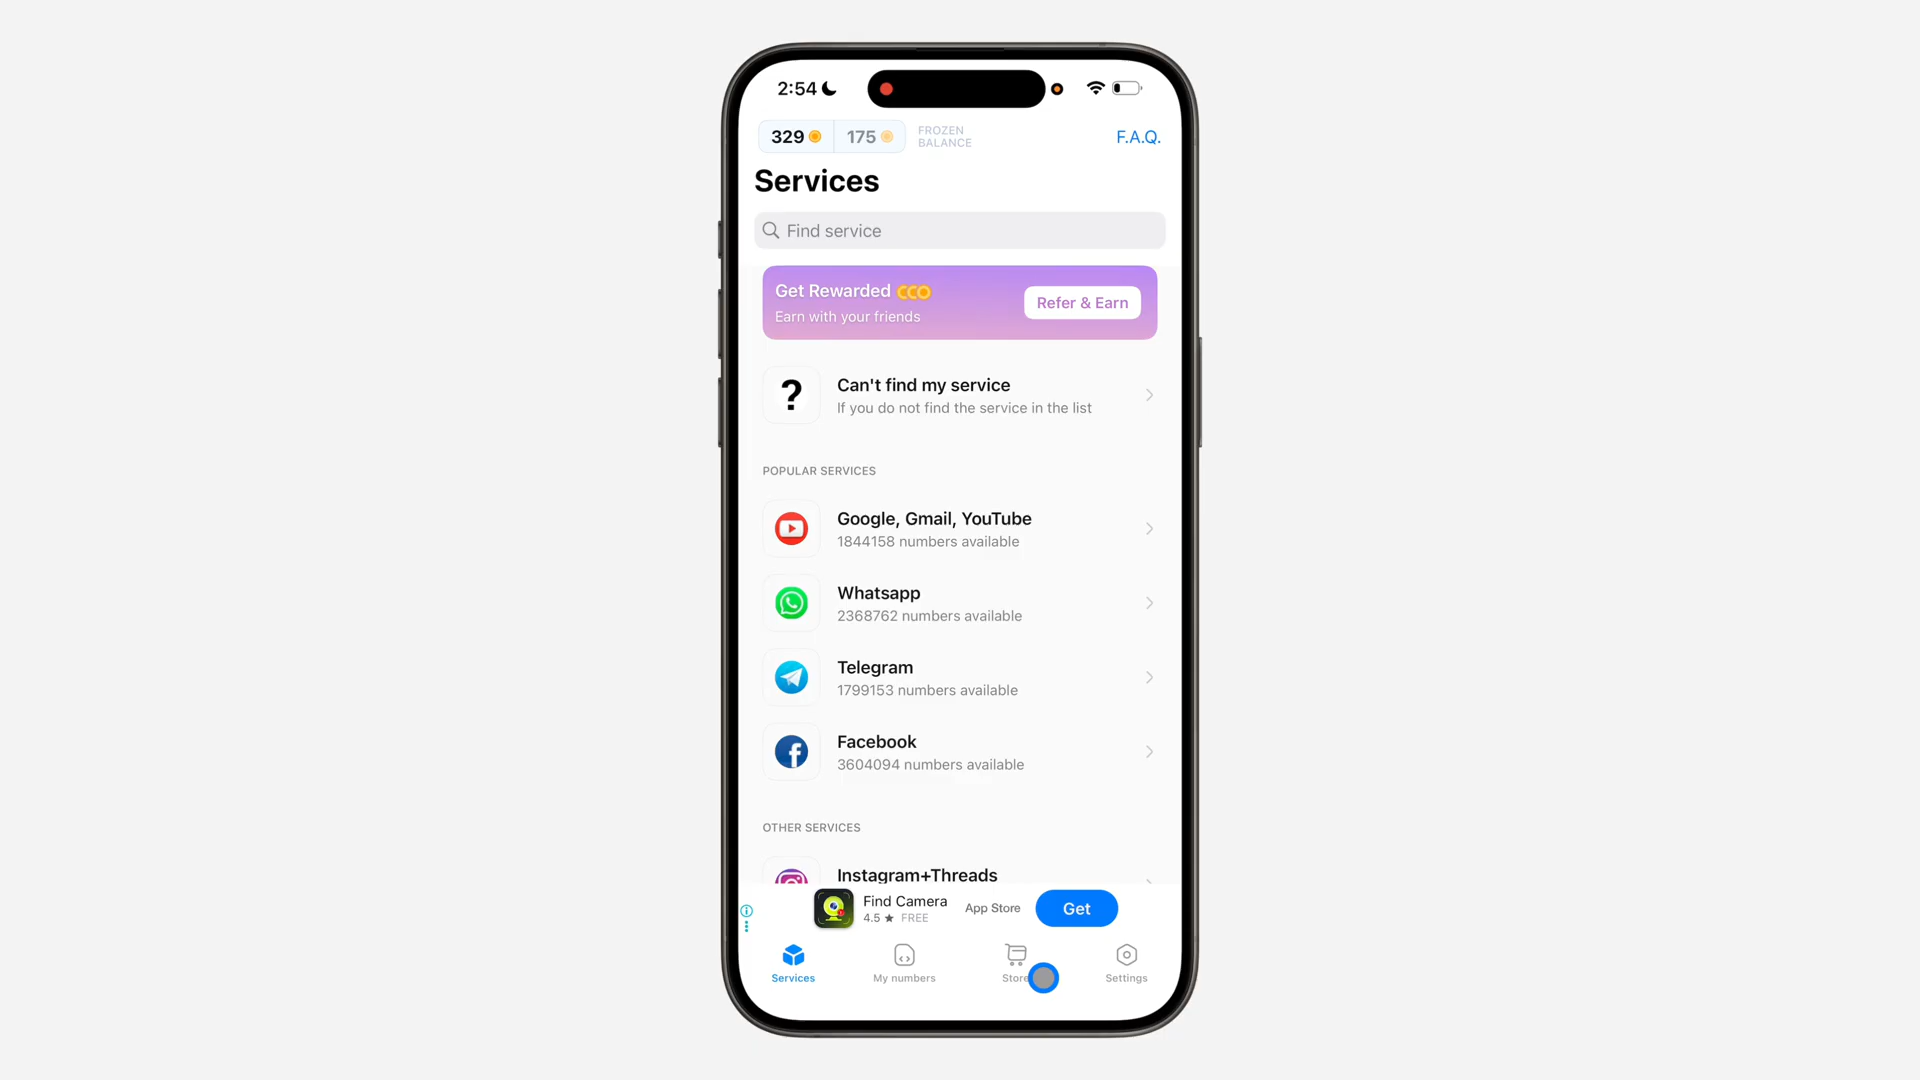 2:54
329 175 FROZEN BALANCE F.A.Q.
Services
Find service
Get Rewarded
Earn with your friends
Refer & Earn
?
Can't find my service
If you do not find the service in the list
POPULAR SERVICES
Google, Gmail, YouTube
1844158 numbers available
Whatsapp
2368762 numbers available
Telegram
1799153 numbers available
Facebook
3604094 numbers available
OTHER SERVICES
Instagram+Threads
Find Camera
4.5 ★ FREE
App Store
Get
Services
My numbers
Store
Settings